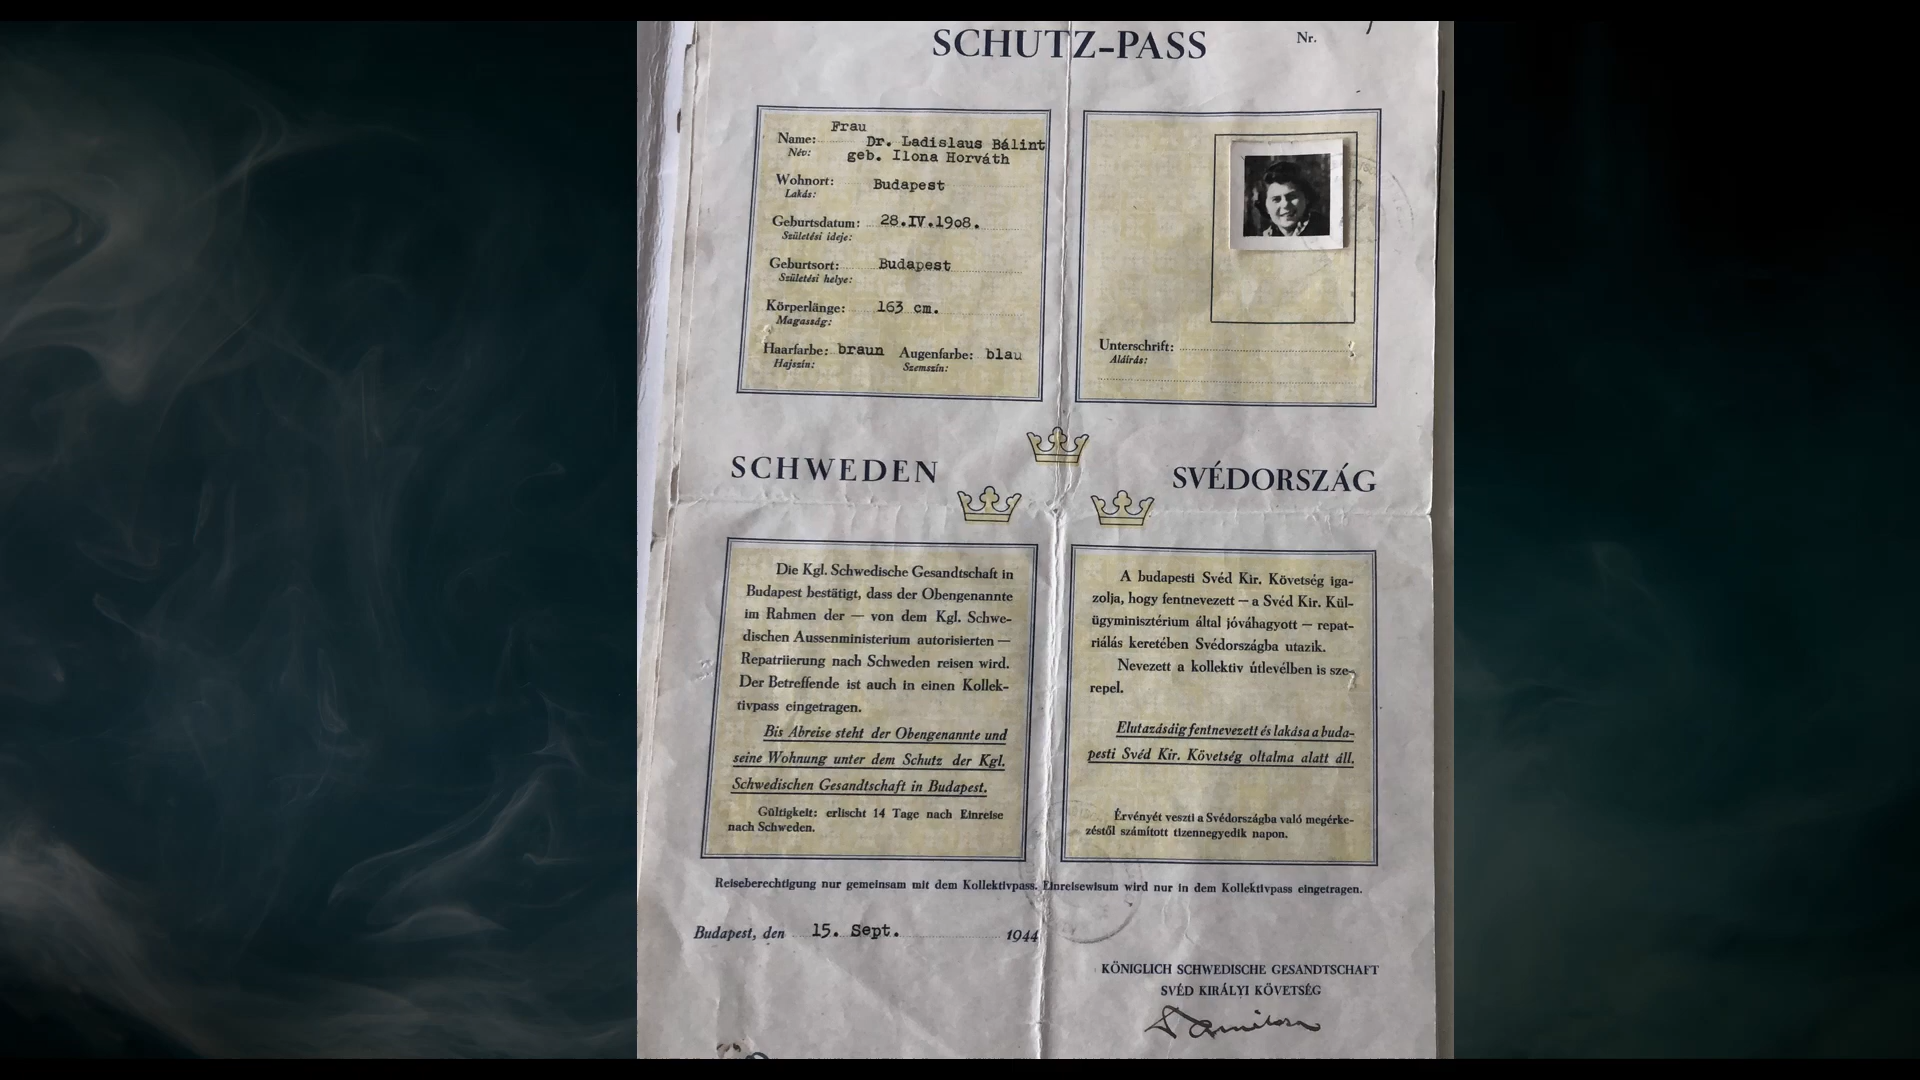 SCHUTZ-PASS
Nr.
Frau
Name: Dr. Ladislaus Bálint
Név: geb. Ilona Horváth
Wohnort: Budapest
Lakás:
Geburtsdatum: 28.IV.1908.
Születési ideje:
Geburtsort: Budapest
Születési helye:
Körperlänge: 163 cm.
Magasság:
Haarfarbe: braun Augenfarbe: blau
Hajszín: Szemszín:
Unterschrift:
Aláírás:
SCHWEDEN
SVÉDORSZÁG
Die Kgl. Schwedische Gesandtschaft in
Budapest bestätigt, dass der Obengenannte
im Rahmen der — von dem Kgl. Schwe-
dischen Aussenministerium autorisierten —
Repatriierung nach Schweden reisen wird.
Der Betreffende ist auch in einen Kollek-
tivpass eingetragen.
Bis Abreise steht der Obengenannte und
seine Wohnung unter dem Schutz der Kgl.
Schwedischen Gesandtschaft in Budapest.
Gültigkeit: erlischt 14 Tage nach Einreise
nach Schweden.
A budapesti Svéd Kir. Követség iga-
zolja, hogy fentnevezett — a Svéd Kir. Kül-
ügyminisztérium által jóváhagyott — repat-
riálás keretében Svédországba utazik.
Nevezett a kollektiv útlevélben is sze-
repel.
Elutazásáig fentnevezett és lakása a buda-
pesti Svéd Kir. Követség oltalma alatt áll.
Érvényét veszti a Svédországba való megérke-
zéstől számított tizennegyedik napon.
Reiseberechtigung nur gemeinsam mit dem Kollektivpass. Einreisewisum wird nur in dem Kollektivpass eingetragen.
Budapest, den 15. Sept. 1944
KÖNIGLICH SCHWEDISCHE GESANDTSCHAFT
SVÉD KIRÁLYI KÖVETSÉG